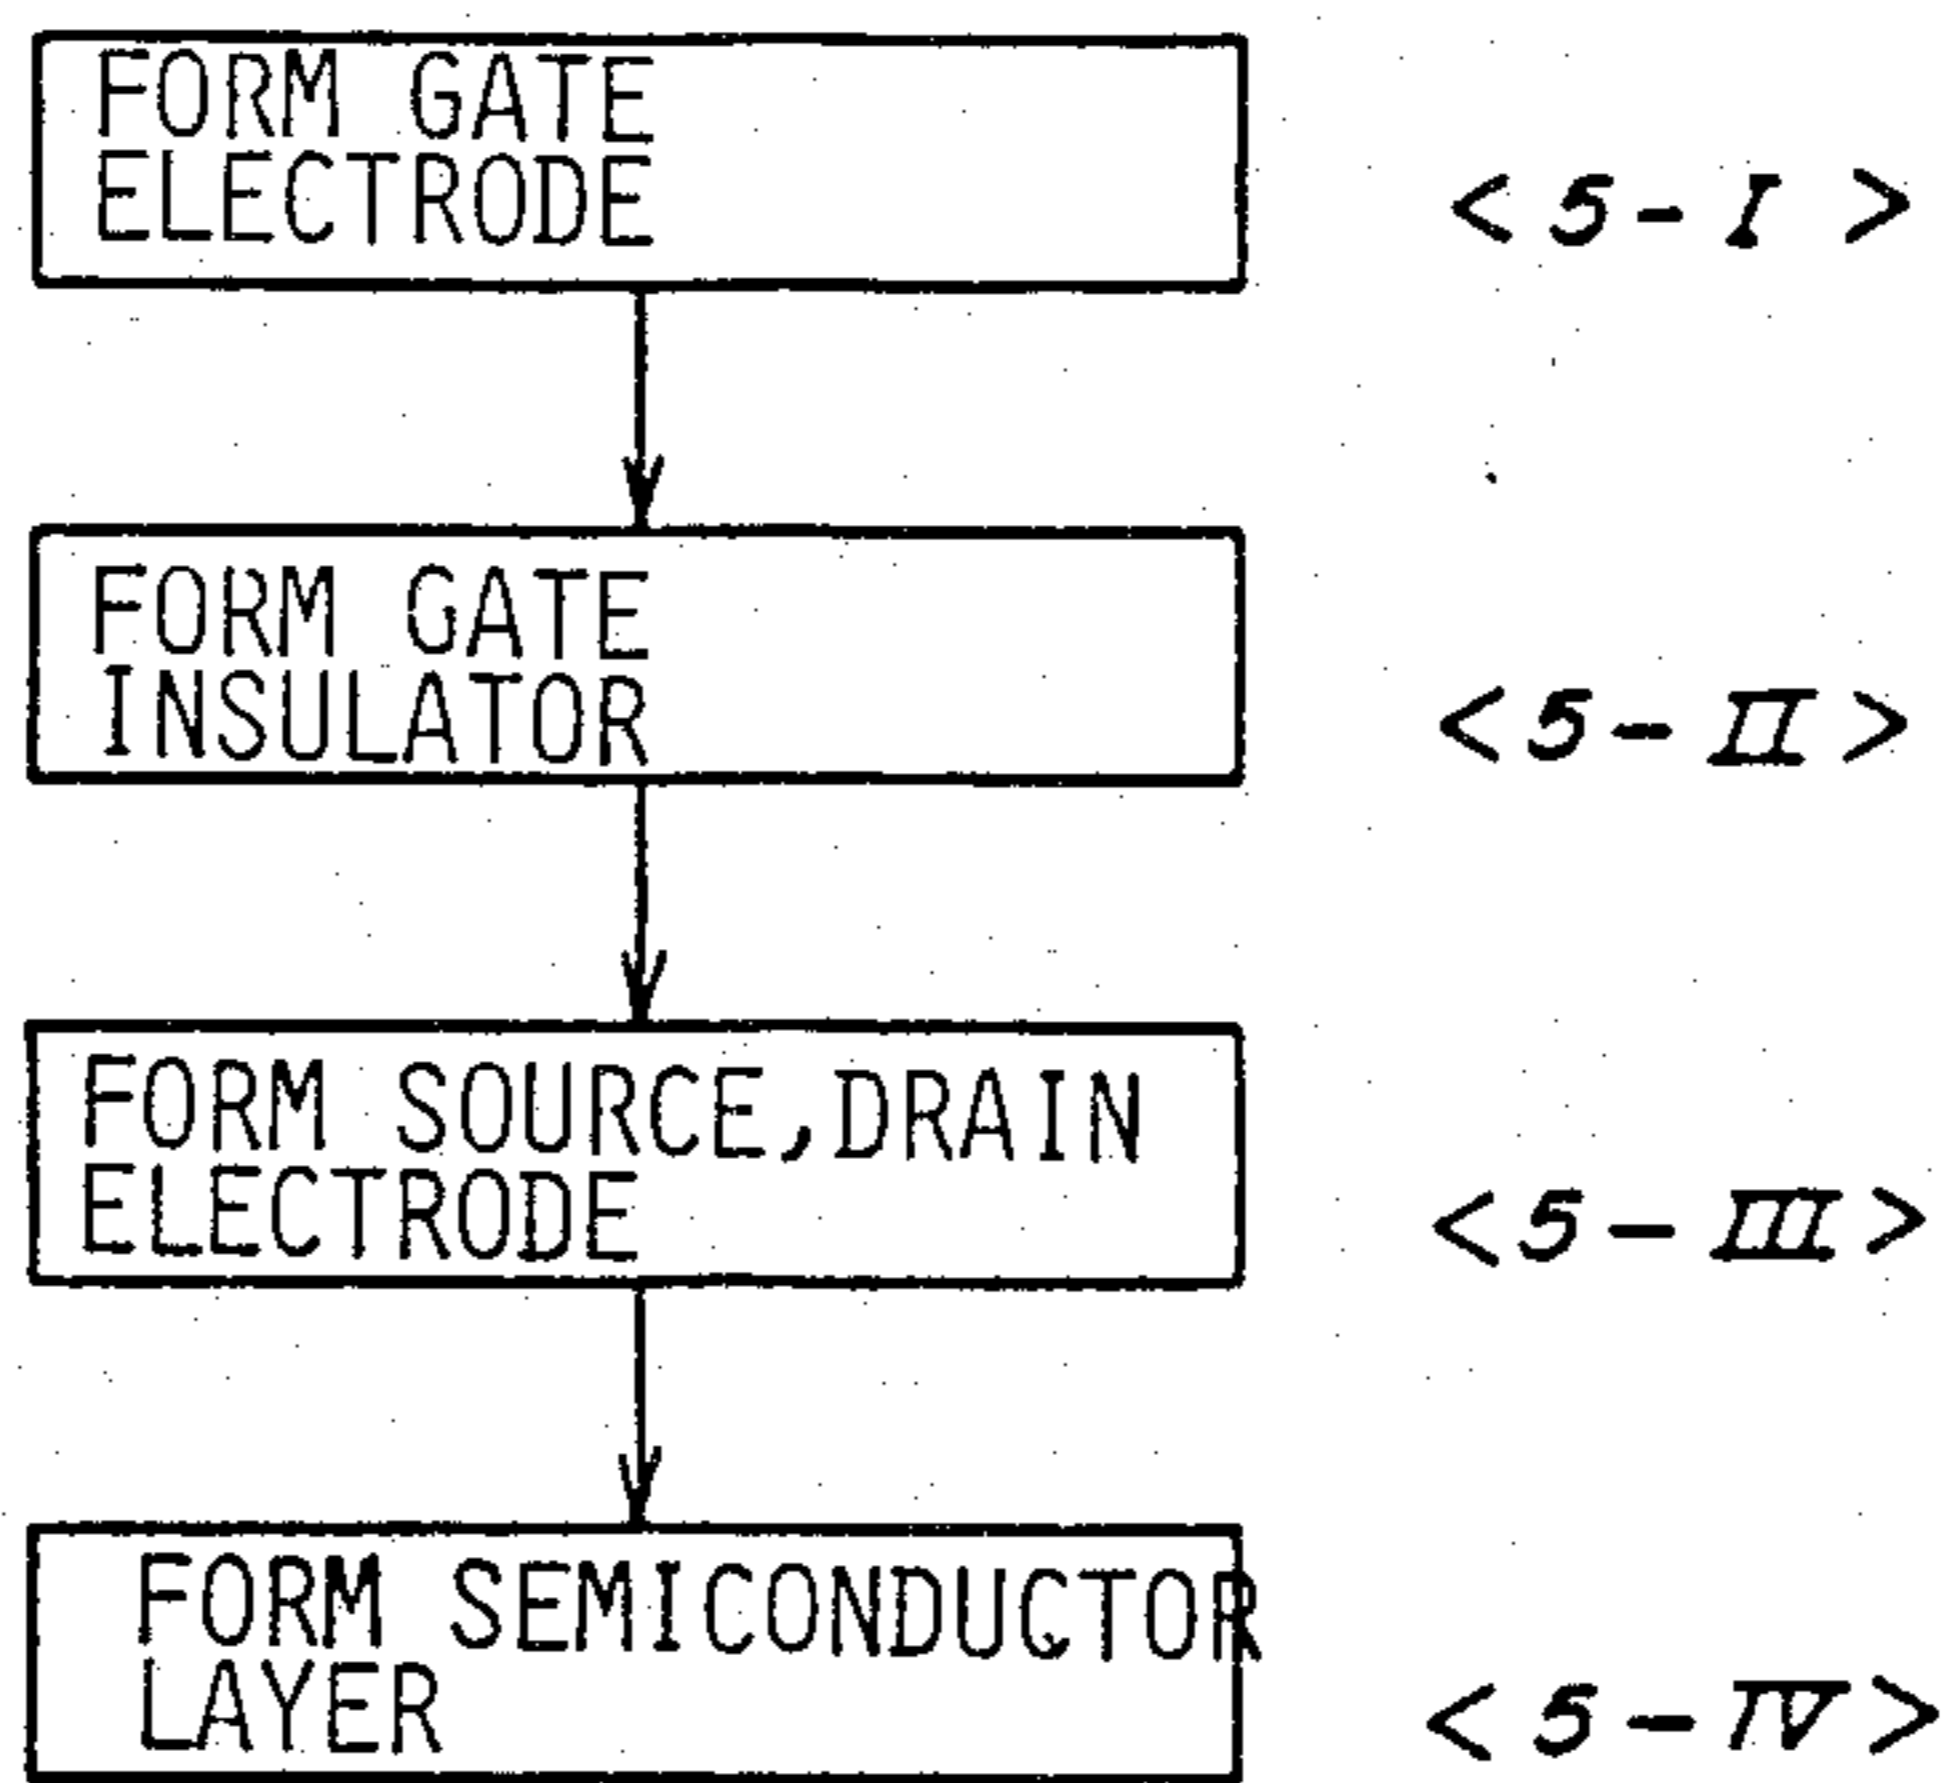 FORM GATE
ELECTRODE
<5-I>
FORM GATE
INSULATOR
<5-II>
FORM SOURCE,DRAIN
ELECTRODE
<5-III>
FORM SEMICONDUCTOR
LAYER
<5-IV>